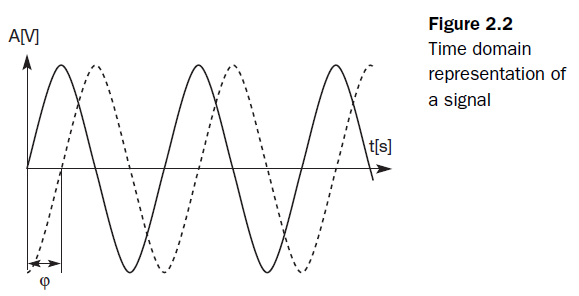 A[V]
t[s]
φ
Figure 2.2
Time domain
representation of
a signal